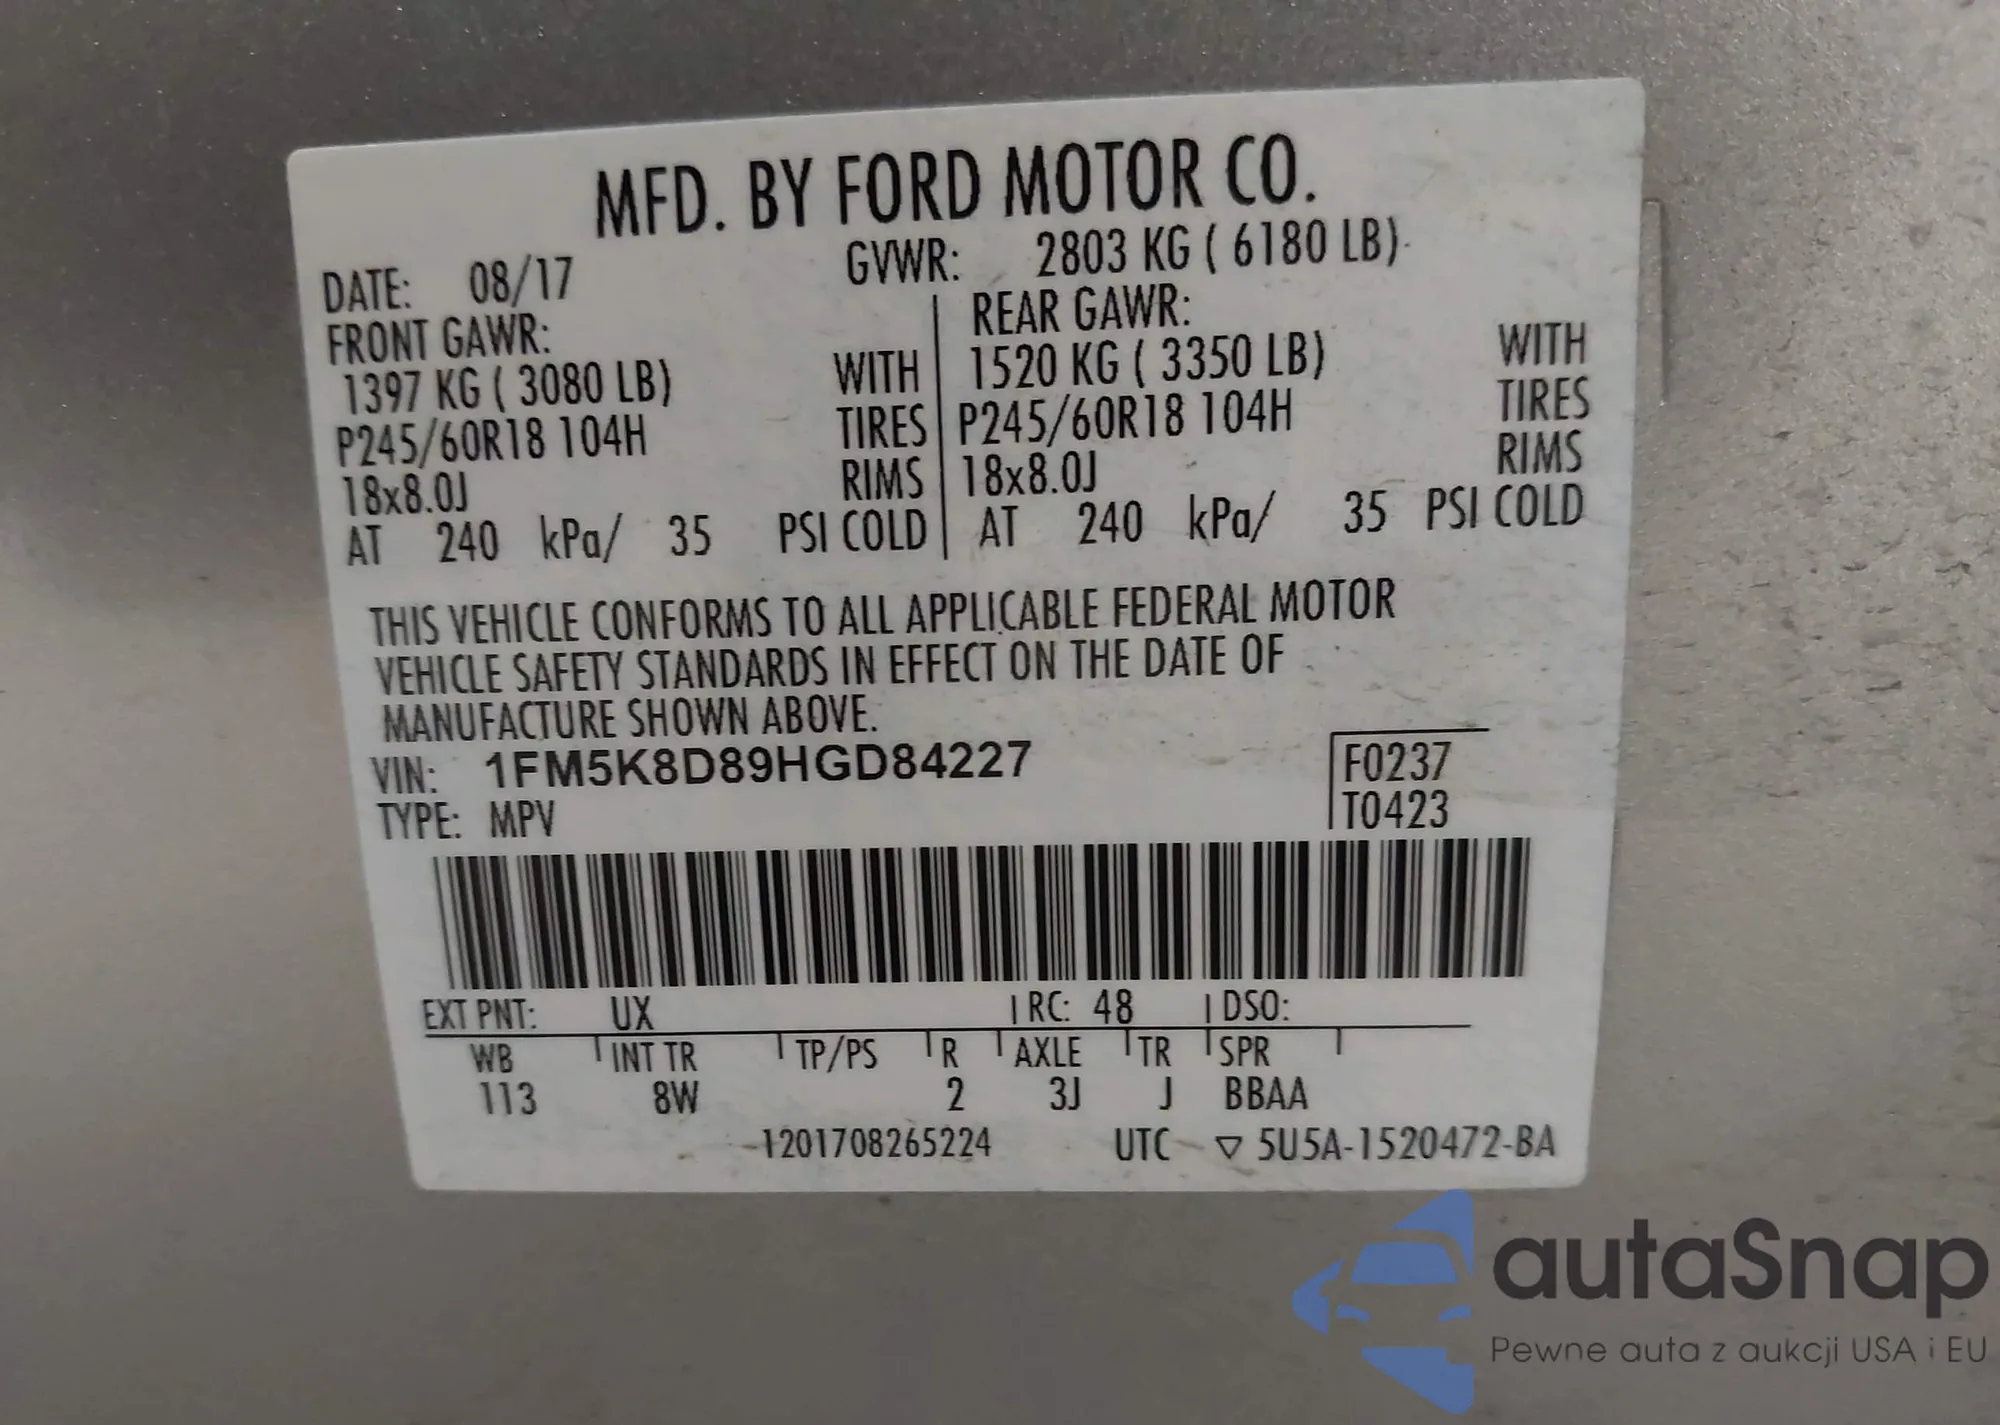 MFD. BY FORD MOTOR CO.
DATE: 08/17 GVWR: 2803 KG ( 6180 LB)
FRONT GAWR: REAR GAWR:
1397 KG ( 3080 LB) WITH 1520 KG ( 3350 LB) WITH
P245/60R18 104H TIRES P245/60R18 104H TIRES
18x8.0J RIMS 18x8.0J RIMS
AT 240 kPa/ 35 PSI COLD AT 240 kPa/ 35 PSI COLD
THIS VEHICLE CONFORMS TO ALL APPLICABLE FEDERAL MOTOR
VEHICLE SAFETY STANDARDS IN EFFECT ON THE DATE OF
MANUFACTURE SHOWN ABOVE.
VIN: 1FM5K8D89HGD84227 F0237
TYPE: MPV T0423
EXT PNT: UX RC: 48 DSO:
WB INT TR TP/PS R AXLE TR SPR
113 8W 2 3J J BBAA
1201708265224 UTC ▽ 5U5A-1520472-BA
autaSnap
Pewne auta z aukcji USA i EU